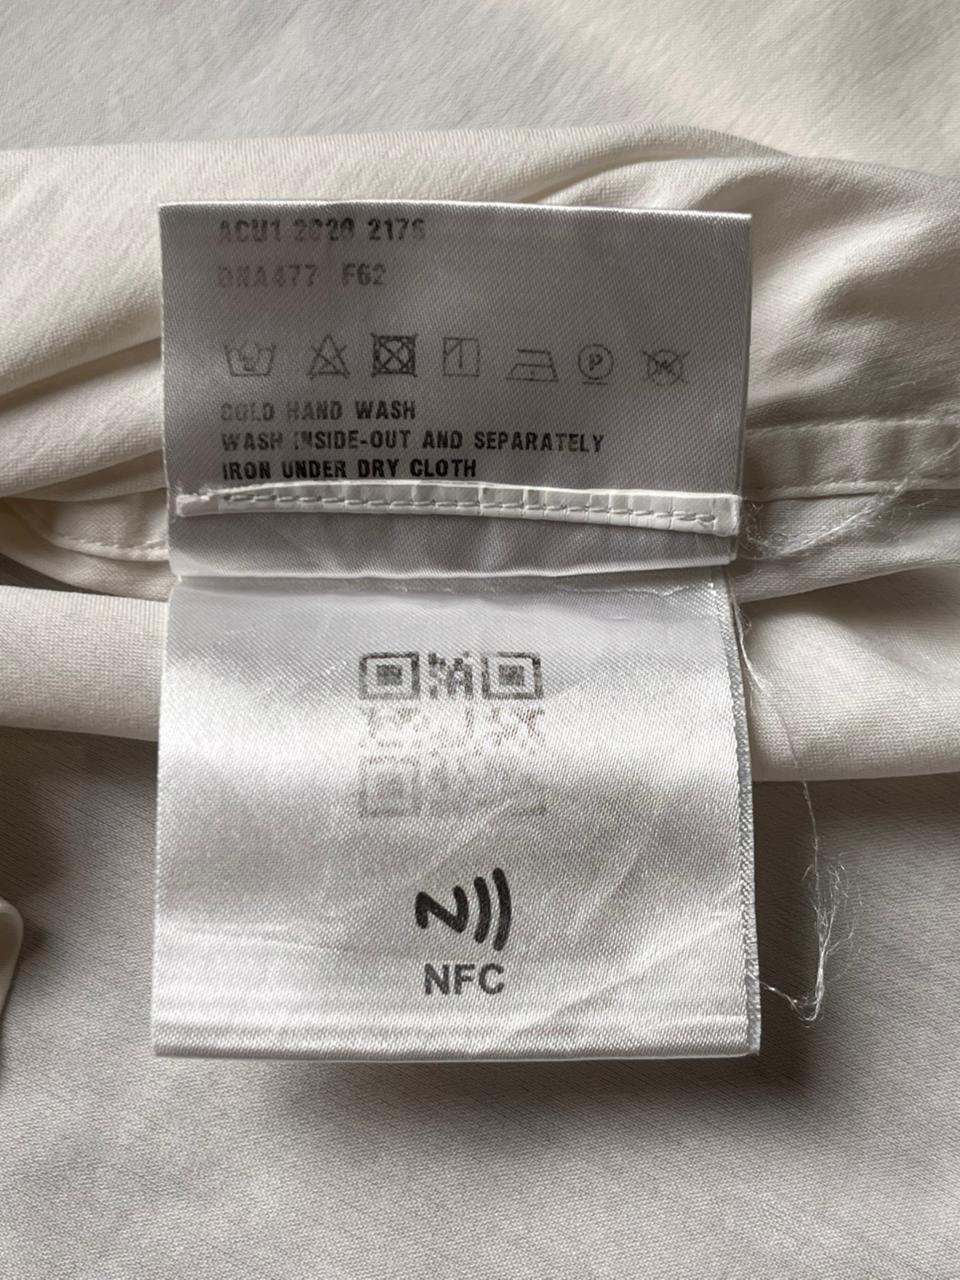 ACU1 2020 2176
DNA477 F62
P
COLD HAND WASH
WASH INSIDE-OUT AND SEPARATELY
IRON UNDER DRY CLOTH
NFC